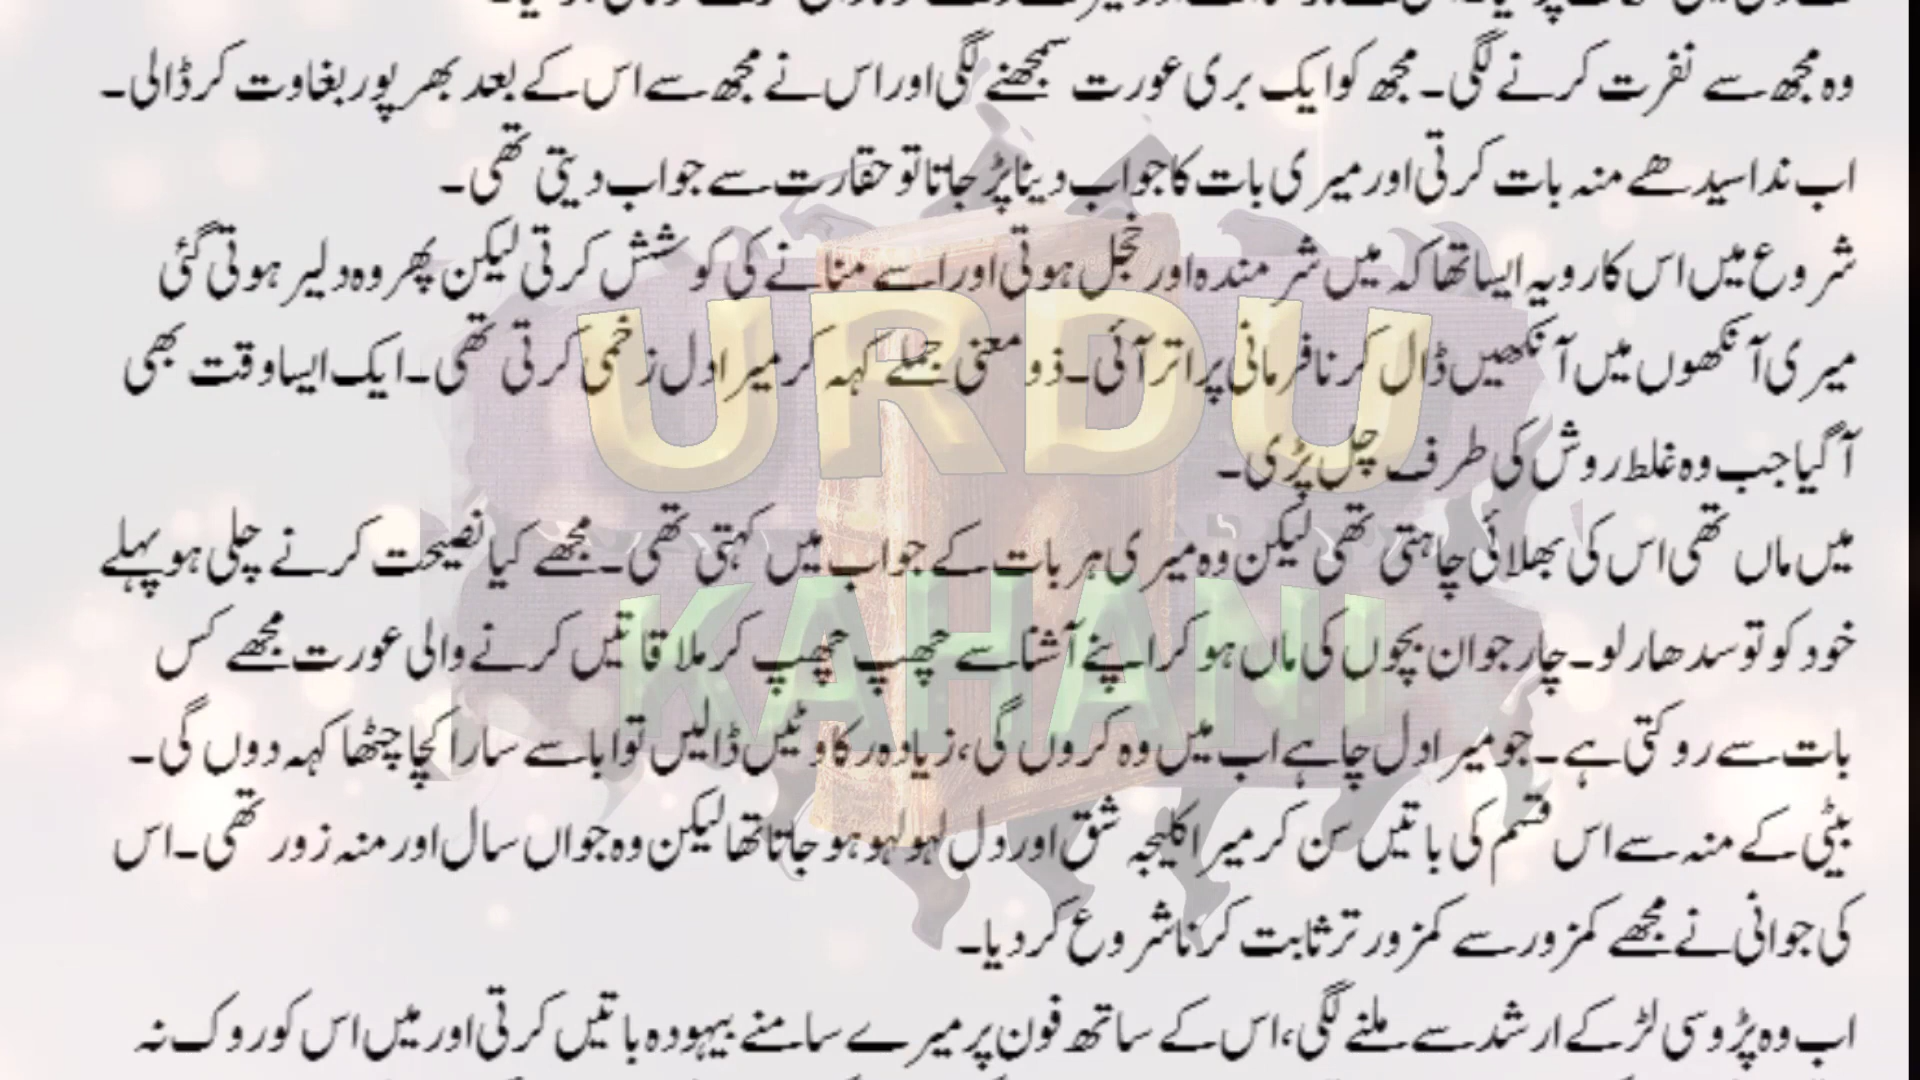 وہ مجھ سے نفرت کرنے لگی۔ مجھ کو ایک بری عورت سمجھنے لگی اور اس نے مجھ سے اس کے بعد بھر پور بغاوت کر ڈالی۔
اب ندا سیدھے منہ بات کرتی اور میری بات کا جواب دینا پڑ جاتا تو حقارت سے جواب دیتی تھی۔
شروع میں اس کا رویہ ایسا تھا کہ میں شرمندہ اور خجل ہوتی اور اسے منانے کی کوشش کرتی لیکن پھر وہ دلیر ہوتی گئی
میری آنکھوں میں آنکھیں ڈال کر نافرمانی پر اتر آئی۔ ذو معنی جملے کہہ کر میرا دل زخمی کرتی تھی۔ ایک ایسا وقت بھی
آگیا جب وہ غلط روش کی طرف چل پڑی۔
میں ماں تھی اس کی بھلائی چاہتی تھی لیکن وہ میری ہر بات کے جواب میں کہتی تھی۔ مجھے کیا نصیحت کرنے چلی ہو پہلے
خود کو تو سدھار لو۔ چار جوان بچوں کی ماں ہو کر اپنے آشنا سے چھپ چھپ کر ملاقاتیں کرنے والی عورت مجھے کس
بات سے روکتی ہے۔ جو میرا دل چاہے اب میں وہ کروں گی، زیادہ رکاوٹیں ڈالیں تو ابا سے سارا کچا چٹھا کہہ دوں گی۔
بیٹی کے منہ سے اس قسم کی باتیں سن کر میرا کلیجہ شق اور دل لہو لہو ہو جاتا تھا لیکن وہ جواں سال اور منہ زور تھی۔ اس
کی جوانی نے مجھے کمزور سے کمزور تر ثابت کرنا شروع کر دیا۔
اب وہ پڑوسی لڑکے ارشد سے ملنے لگی، اس کے ساتھ فون پر میرے سامنے بیہودہ باتیں کرتی اور میں اس کو روک نہ
URDU
KAHANI